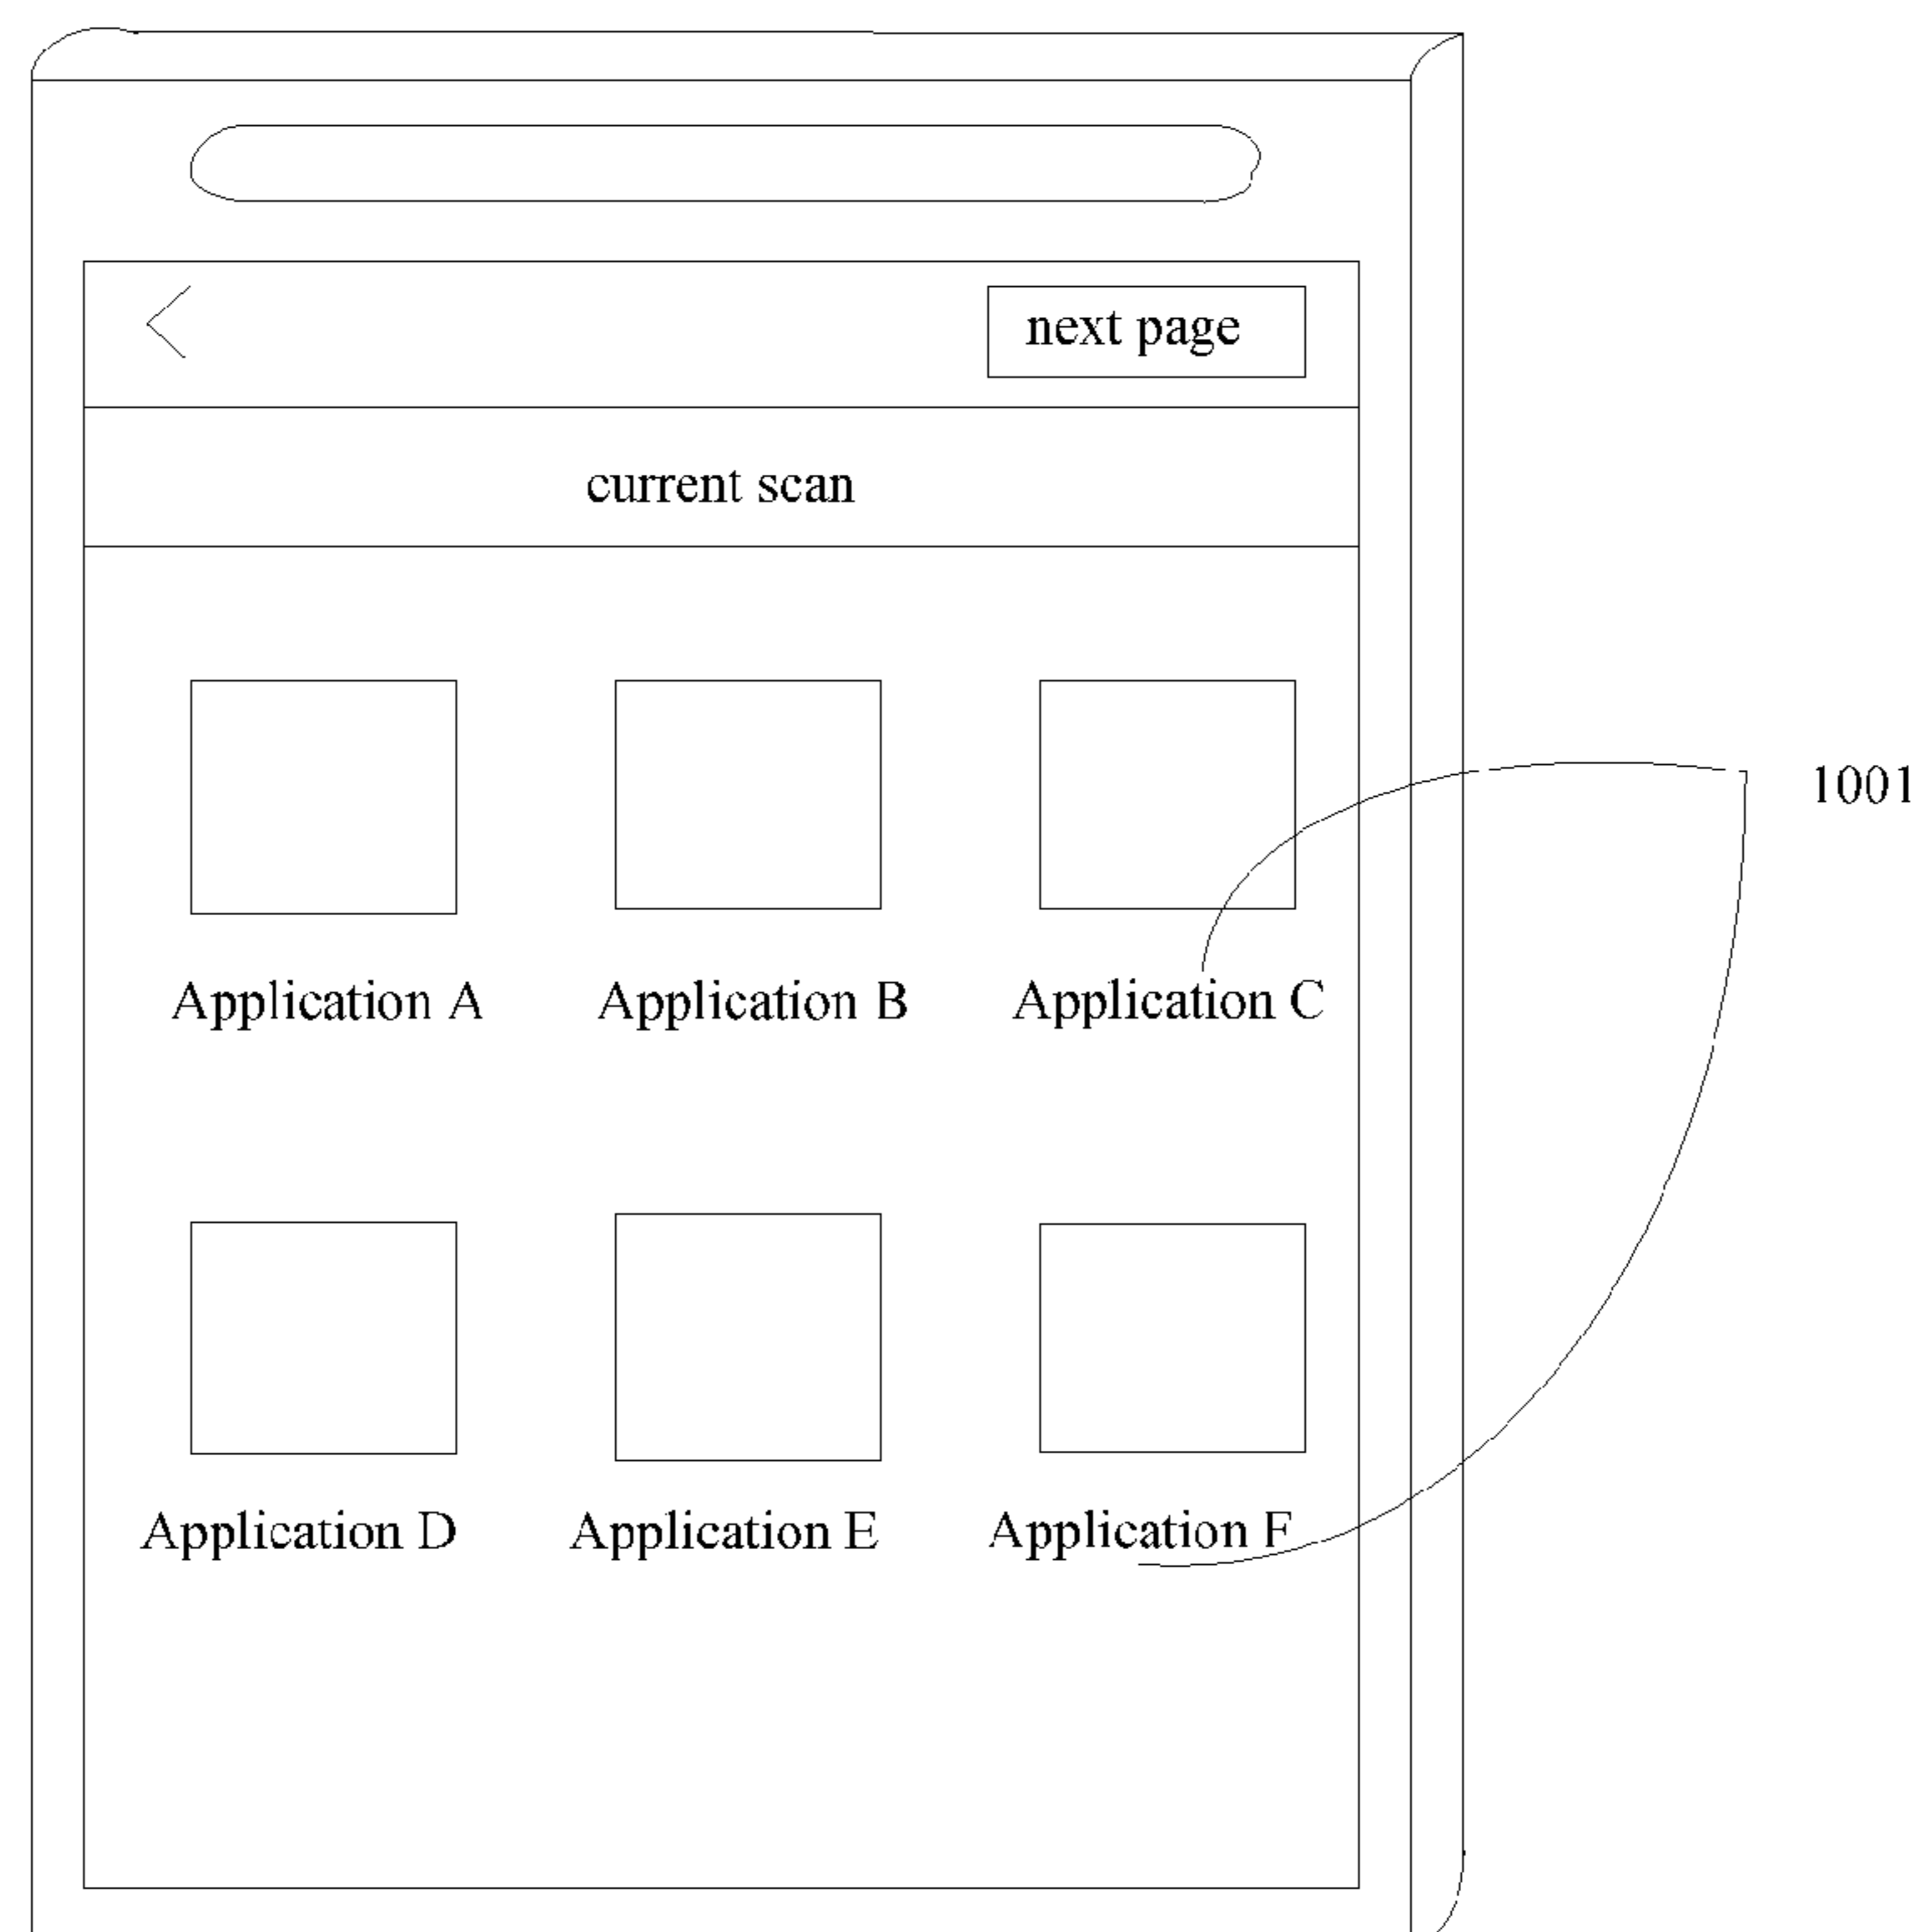 next page
current scan
1001
Application A
Application B
Application C
Application D
Application E
Application F